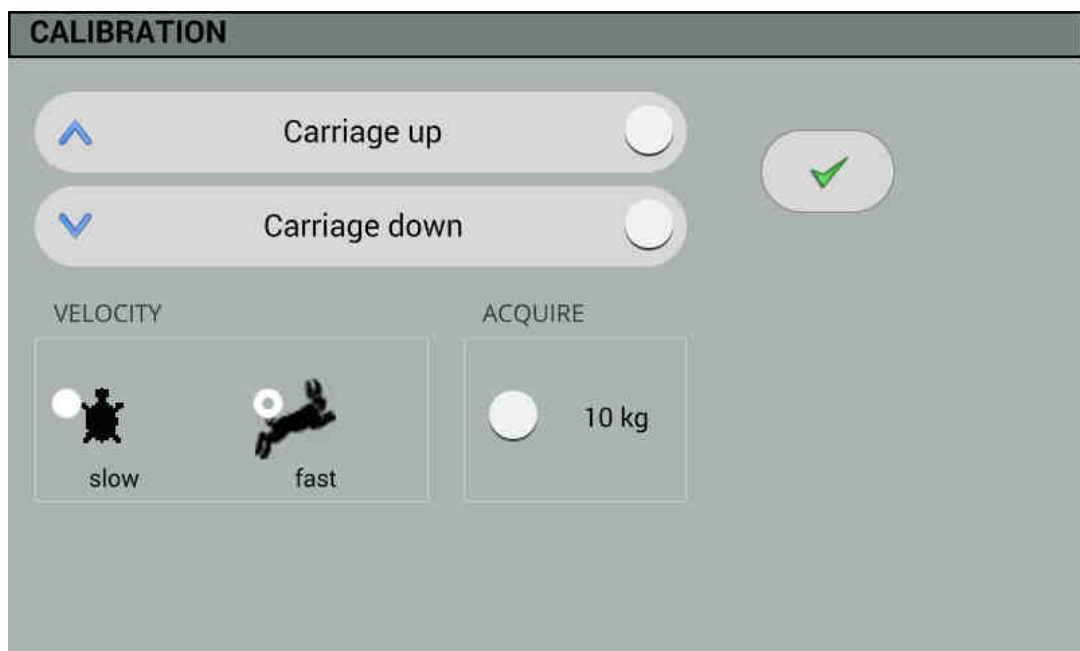 CALIBRATION
Carriage up
Carriage down
VELOCITY
slow
fast
ACQUIRE
10 kg